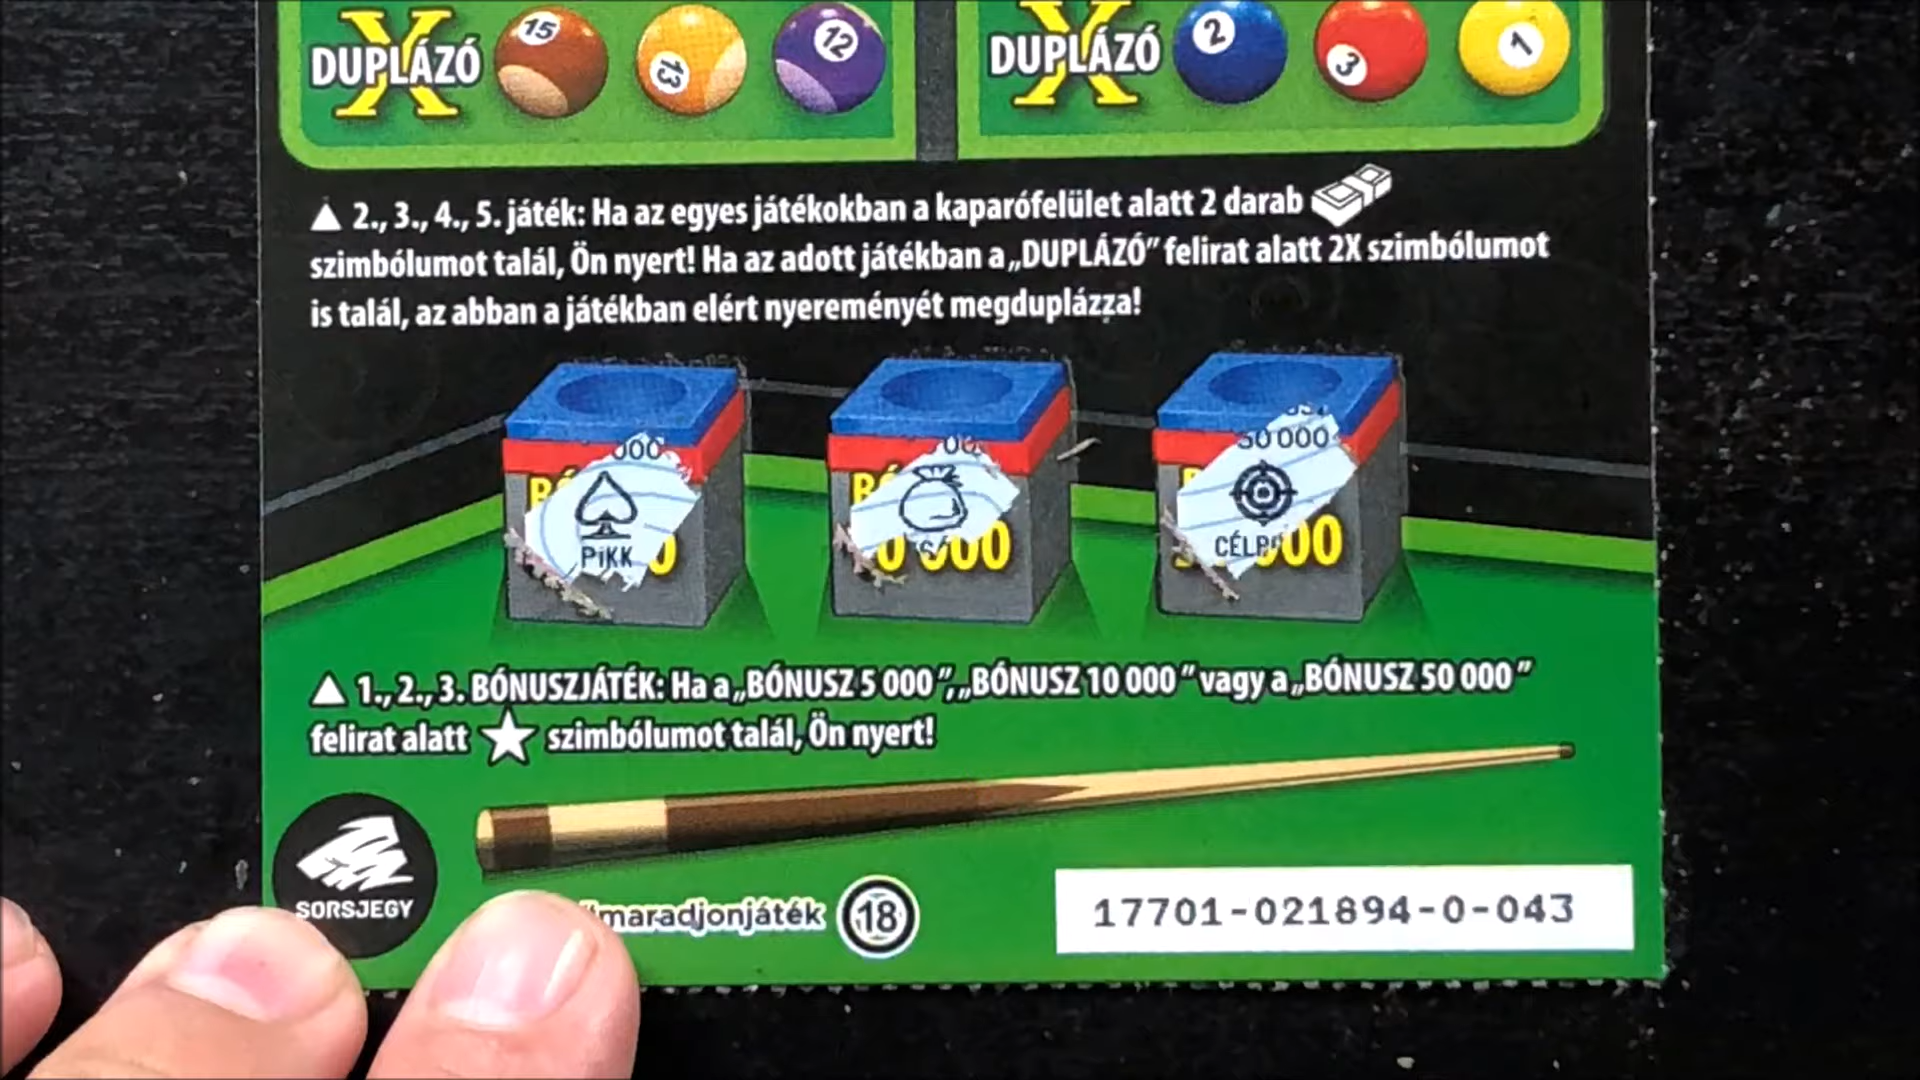 DUPLÁZÓ
X
15
13
12
DUPLÁZÓ
X
2
3
1
▲ 2., 3., 4., 5. játék: Ha az egyes játékokban a kaparófelület alatt 2 darab
szimbólumot talál, Ön nyert! Ha az adott játékban a „DUPLÁZÓ” felirat alatt 2X szimbólumot
is talál, az abban a játékban elért nyereményét megduplázza!
PiKK
50 000
▲ 1., 2., 3. BÓNUSZJÁTÉK: Ha a „BÓNUSZ 5 000”, „BÓNUSZ 10 000” vagy a „BÓNUSZ 50 000”
felirat alatt ★ szimbólumot talál, Ön nyert!
SORSJEGY
maradjonjáték
18
17701-021894-0-043